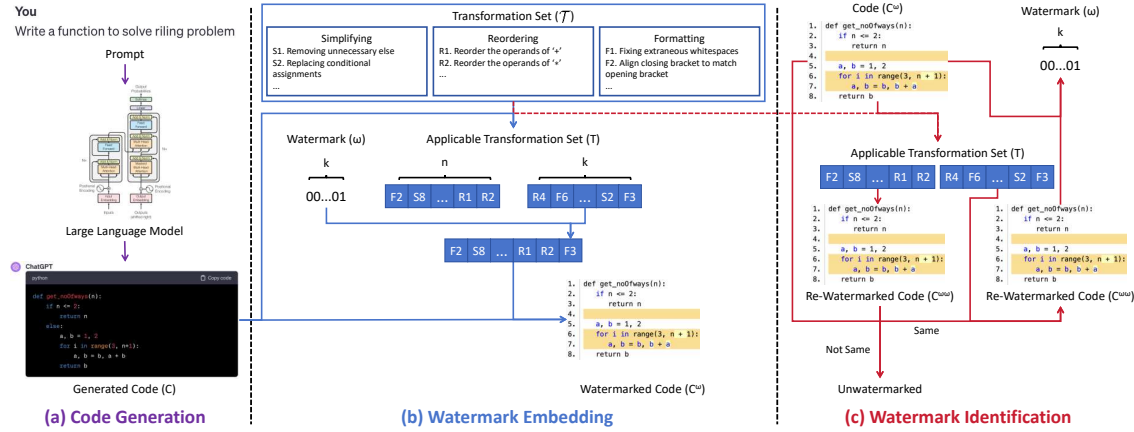 You
Write a function to solve riling problem
Prompt
Large Language Model
ChatGPT
python
Copy code
def get_noOfways(n):
if n <= 2:
return n
else:
a, b = 1, 2
for i in range(3, n+1):
a, b = b, a + b
return b
Generated Code (C)
(a) Code Generation
Transformation Set (𝒯)
Simplifying
S1. Removing unnecessary else
S2. Replacing conditional
assignments
...
Reordering
R1. Reorder the operands of '+'
R2. Reorder the operands of '*'
...
Formatting
F1. Fixing extraneous whitespaces
F2. Align closing bracket to match
opening bracket
...
Watermark (ω)
k
00...01
Applicable Transformation Set (T)
n
k
F2 S8 ... R1 R2
R4 F6 ... S2 F3
F2 S8 ... R1 R2 F3
1. def get_noOfways(n):
2. if n <= 2:
3. return n
4.
5. a, b = 1, 2
6. for i in range(3, n + 1):
7. a, b = b, b + a
8. return b
Watermarked Code (Cω)
(b) Watermark Embedding
Code (Cω)
1. def get_noOfways(n):
2. if n <= 2:
3. return n
4.
5. a, b = 1, 2
6. for i in range(3, n + 1):
7. a, b = b, b + a
8. return b
Watermark (ω)
k
00...01
Applicable Transformation Set (T)
F2 S8 ... R1 R2
R4 F6 ... S2 F3
1. def get_noOfways(n):
2. if n <= 2:
3. return n
4.
5. a, b = 1, 2
6. for i in range(3, n + 1):
7. a, b = b, b + a
8. return b
Re-Watermarked Code (Cωω)
1. def get_noOfways(n):
2. if n <= 2:
3. return n
4.
5. a, b = 1, 2
6. for i in range(3, n + 1):
7. a, b = b, b + a
8. return b
Re-Watermarked Code (Cωω)
Same
Not Same
Unwatermarked
(c) Watermark Identification